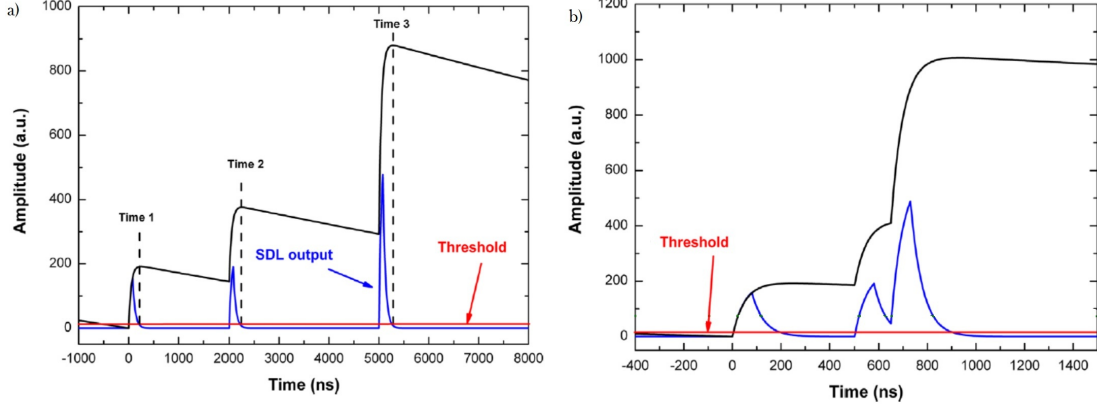 a)
1000
800
600
400
200
0
Amplitude (a.u.)
Time 1
Time 2
Time 3
SDL output
Threshold
-1000 0 1000 2000 3000 4000 5000 6000 7000 8000
Time (ns)
b)
1200
1000
800
600
400
200
0
Amplitude (a.u.)
Threshold
-400 -200 0 200 400 600 800 1000 1200 1400
Time (ns)